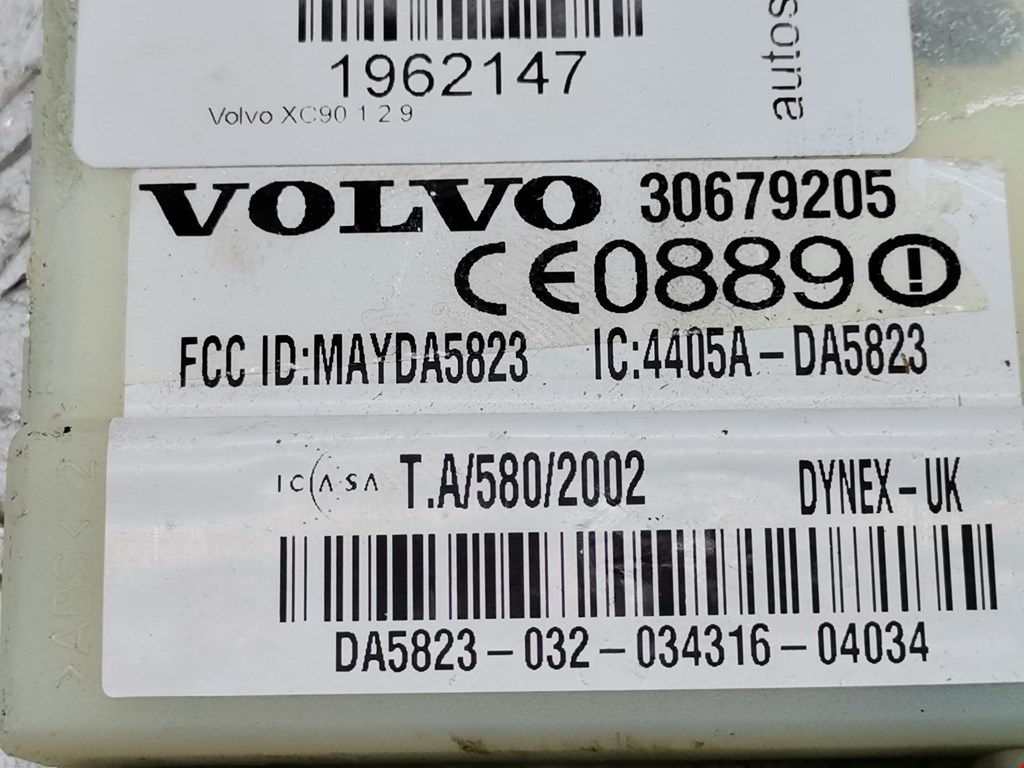 1962147
Volvo XC90 1 2 9
autos
VOLVO 30679205
CE0889
FCC ID:MAYDA5823 IC:4405A-DA5823
ICASA T.A/580/2002 DYNEX-UK
DA5823-032-034316-04034
>ABS